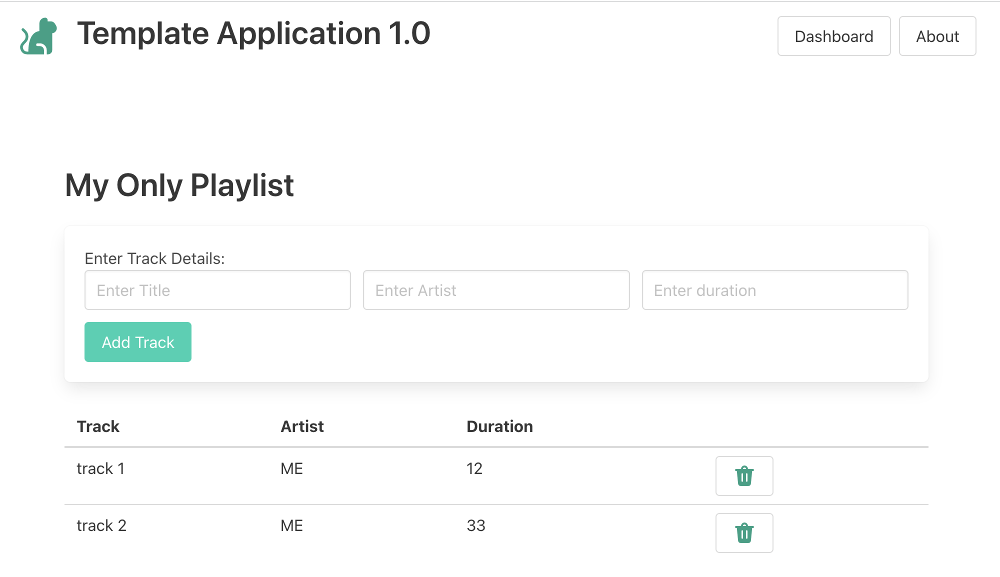 Template Application 1.0
Dashboard
About
My Only Playlist
Enter Track Details:
Enter Title
Enter Artist
Enter duration
Add Track
Track Artist Duration
track 1 ME 12
track 2 ME 33